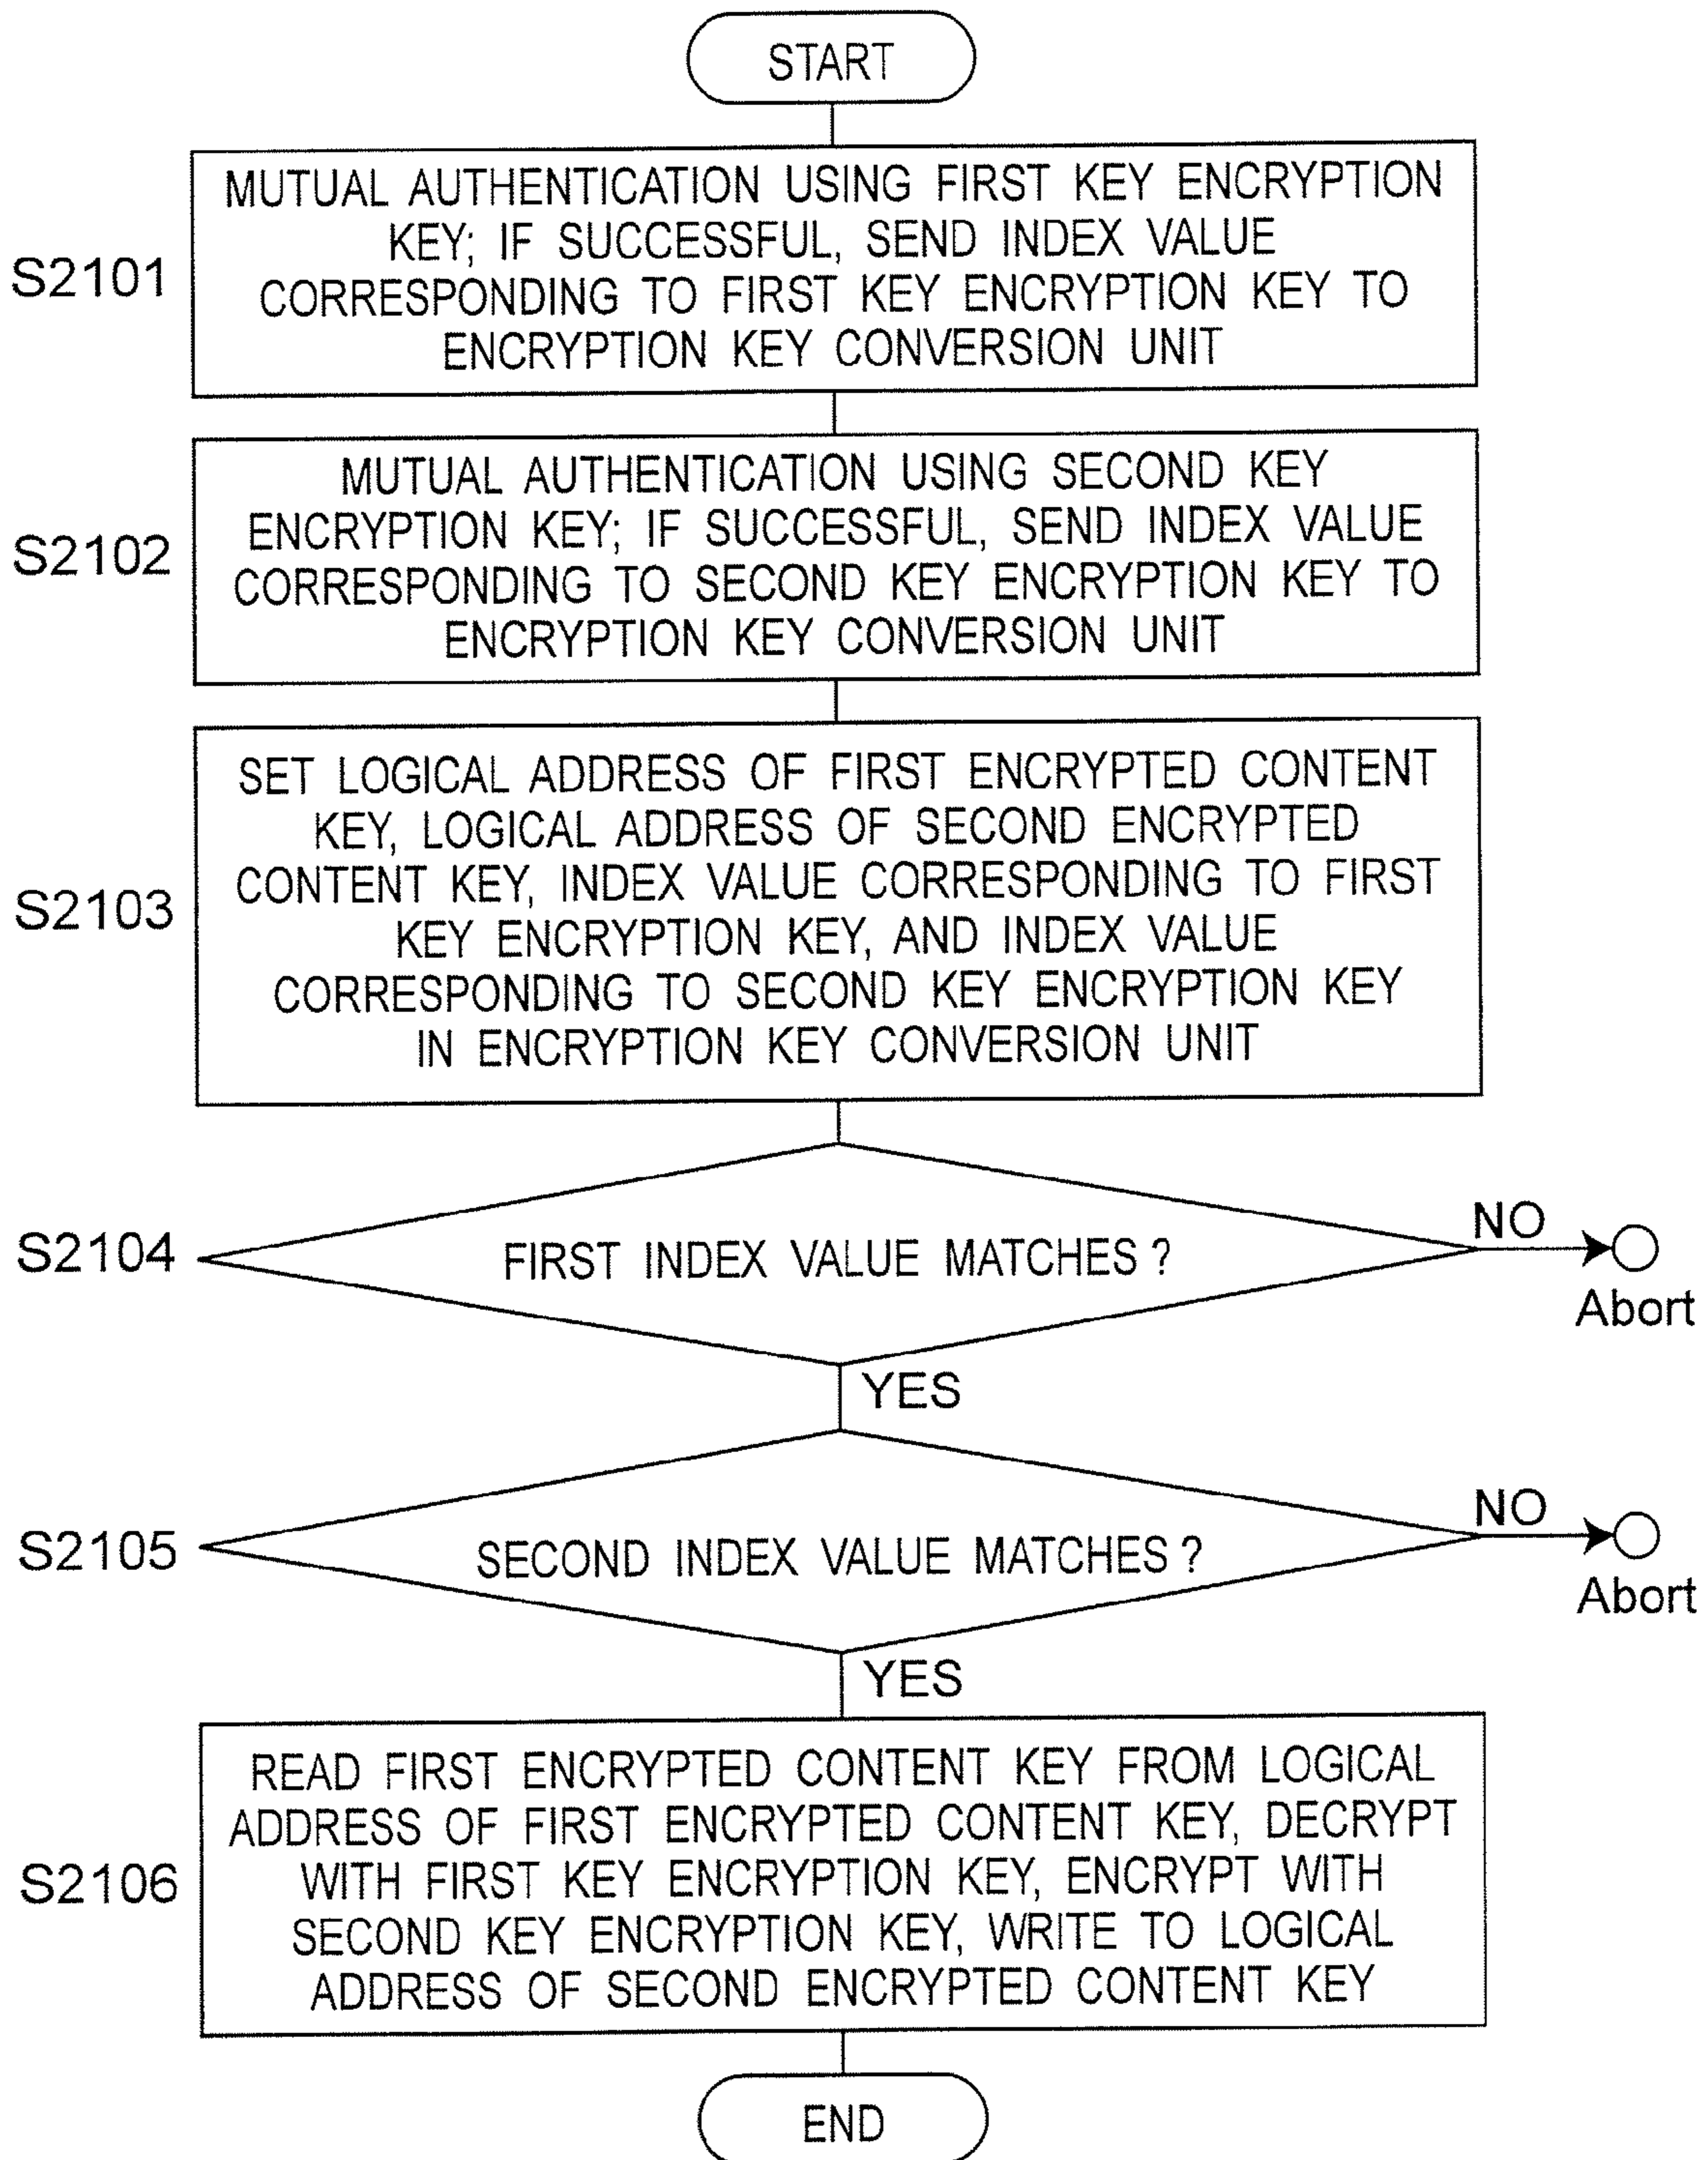 START
S2101
MUTUAL AUTHENTICATION USING FIRST KEY ENCRYPTION
KEY; IF SUCCESSFUL, SEND INDEX VALUE
CORRESPONDING TO FIRST KEY ENCRYPTION KEY TO
ENCRYPTION KEY CONVERSION UNIT
S2102
MUTUAL AUTHENTICATION USING SECOND KEY
ENCRYPTION KEY; IF SUCCESSFUL, SEND INDEX VALUE
CORRESPONDING TO SECOND KEY ENCRYPTION KEY TO
ENCRYPTION KEY CONVERSION UNIT
S2103
SET LOGICAL ADDRESS OF FIRST ENCRYPTED CONTENT
KEY, LOGICAL ADDRESS OF SECOND ENCRYPTED
CONTENT KEY, INDEX VALUE CORRESPONDING TO FIRST
KEY ENCRYPTION KEY, AND INDEX VALUE
CORRESPONDING TO SECOND KEY ENCRYPTION KEY
IN ENCRYPTION KEY CONVERSION UNIT
S2104
FIRST INDEX VALUE MATCHES ?
NO
Abort
YES
S2105
SECOND INDEX VALUE MATCHES ?
NO
Abort
YES
S2106
READ FIRST ENCRYPTED CONTENT KEY FROM LOGICAL
ADDRESS OF FIRST ENCRYPTED CONTENT KEY, DECRYPT
WITH FIRST KEY ENCRYPTION KEY, ENCRYPT WITH
SECOND KEY ENCRYPTION KEY, WRITE TO LOGICAL
ADDRESS OF SECOND ENCRYPTED CONTENT KEY
END